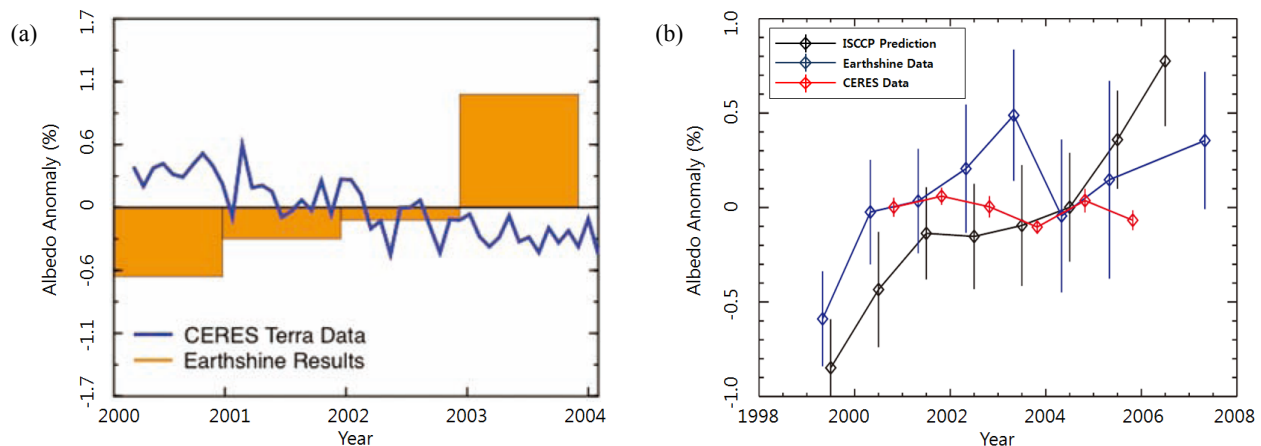 (a)
Albedo Anomaly (%)
1.7
1.1
0.6
0
-0.6
-1.1
-1.7
CERES Terra Data
Earthshine Results
2000 2001 2002 2003 2004
Year
(b)
Albedo Anomaly (%)
1.0
0.5
0
-0.5
-1.0
ISCCP Prediction
Earthshine Data
CERES Data
1998 2000 2002 2004 2006 2008
Year